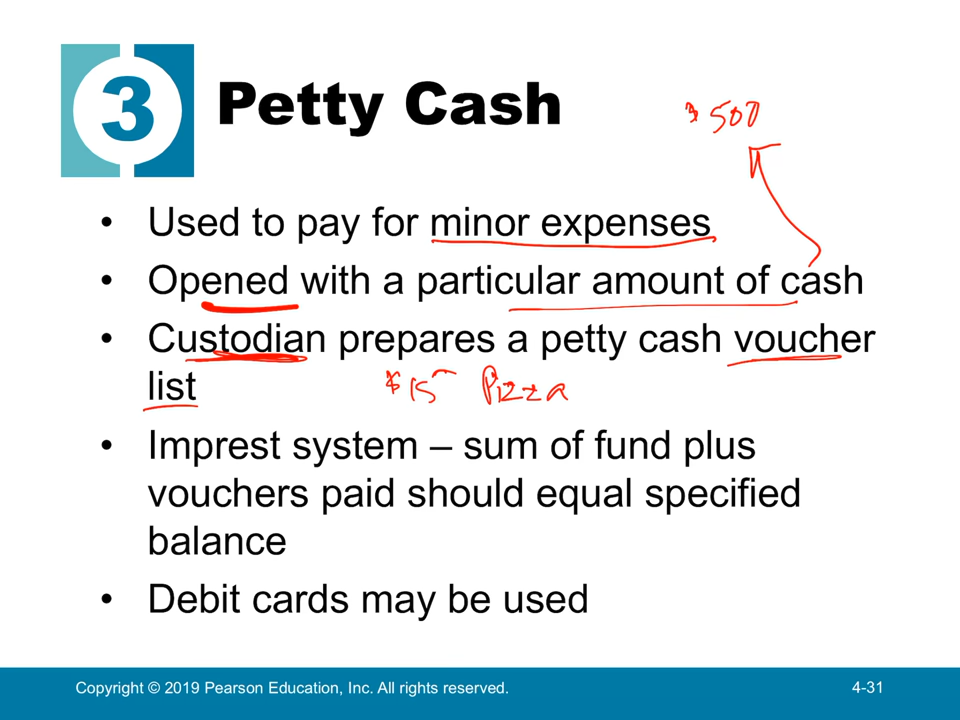 3
Petty Cash
$500
• Used to pay for minor expenses
• Opened with a particular amount of cash
• Custodian prepares a petty cash voucher
list
$15 Pizza
• Imprest system – sum of fund plus
vouchers paid should equal specified
balance
• Debit cards may be used
Copyright © 2019 Pearson Education, Inc. All rights reserved.
4-31